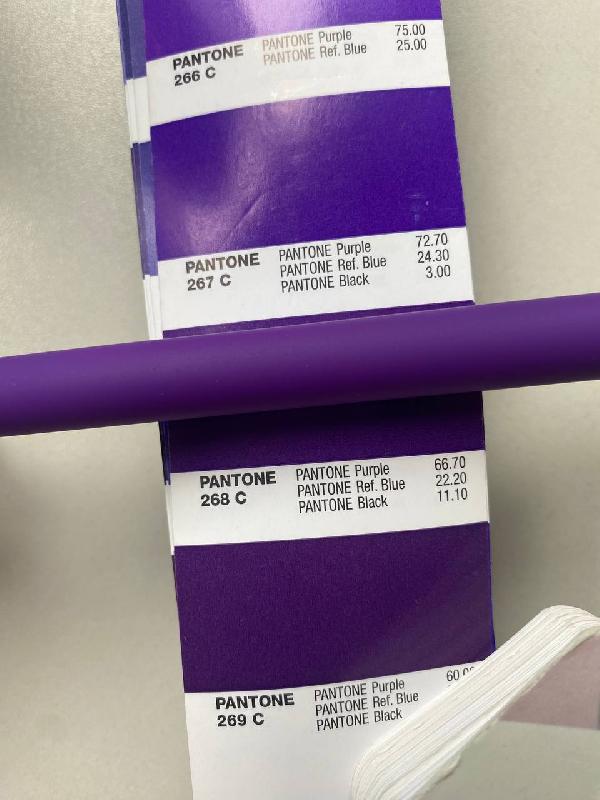 PANTONE 266 C
PANTONE Purple 75.00
PANTONE Ref. Blue 25.00
PANTONE 267 C
PANTONE Purple 72.70
PANTONE Ref. Blue 24.30
PANTONE Black 3.00
PANTONE 268 C
PANTONE Purple 66.70
PANTONE Ref. Blue 22.20
PANTONE Black 11.10
PANTONE 269 C
PANTONE Purple
PANTONE Ref. Blue
PANTONE Black